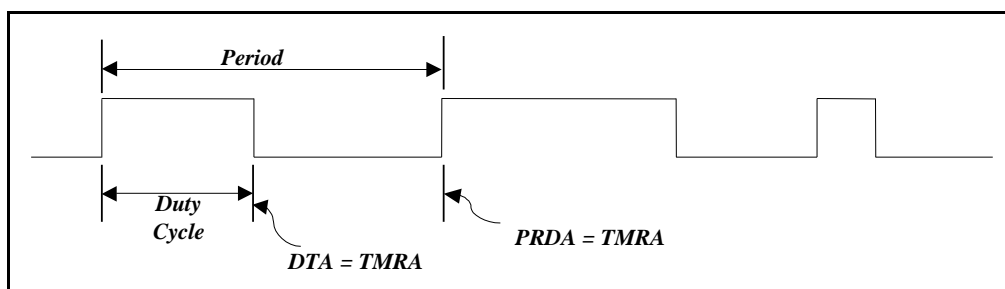 Period
Duty
Cycle
DTA = TMRA
PRDA = TMRA